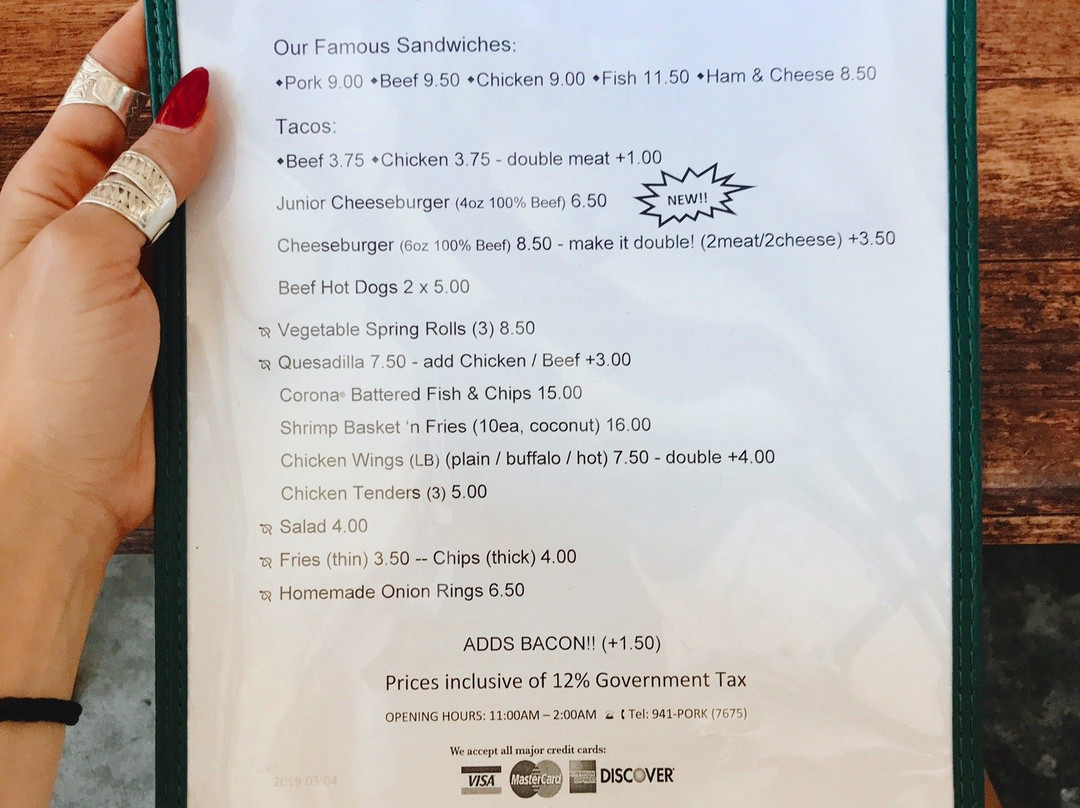 Our Famous Sandwiches:
◆Pork 9.00 ◆Beef 9.50 ◆Chicken 9.00 ◆Fish 11.50 ◆Ham & Cheese 8.50
Tacos:
◆Beef 3.75 ◆Chicken 3.75 - double meat +1.00
Junior Cheeseburger (4oz 100% Beef) 6.50 NEW!!
Cheeseburger (6oz 100% Beef) 8.50 - make it double! (2meat/2cheese) +3.50
Beef Hot Dogs 2 x 5.00
Vegetable Spring Rolls (3) 8.50
Quesadilla 7.50 - add Chicken / Beef +3.00
Corona® Battered Fish & Chips 15.00
Shrimp Basket 'n Fries (10ea, coconut) 16.00
Chicken Wings (LB) (plain / buffalo / hot) 7.50 - double +4.00
Chicken Tenders (3) 5.00
Salad 4.00
Fries (thin) 3.50 -- Chips (thick) 4.00
Homemade Onion Rings 6.50
ADDS BACON!! (+1.50)
Prices inclusive of 12% Government Tax
OPENING HOURS: 11:00AM – 2:00AM Tel: 941-PORK (7675)
We accept all major credit cards:
VISA MasterCard AMERICAN EXPRESS DISCOVER
2019-03-04